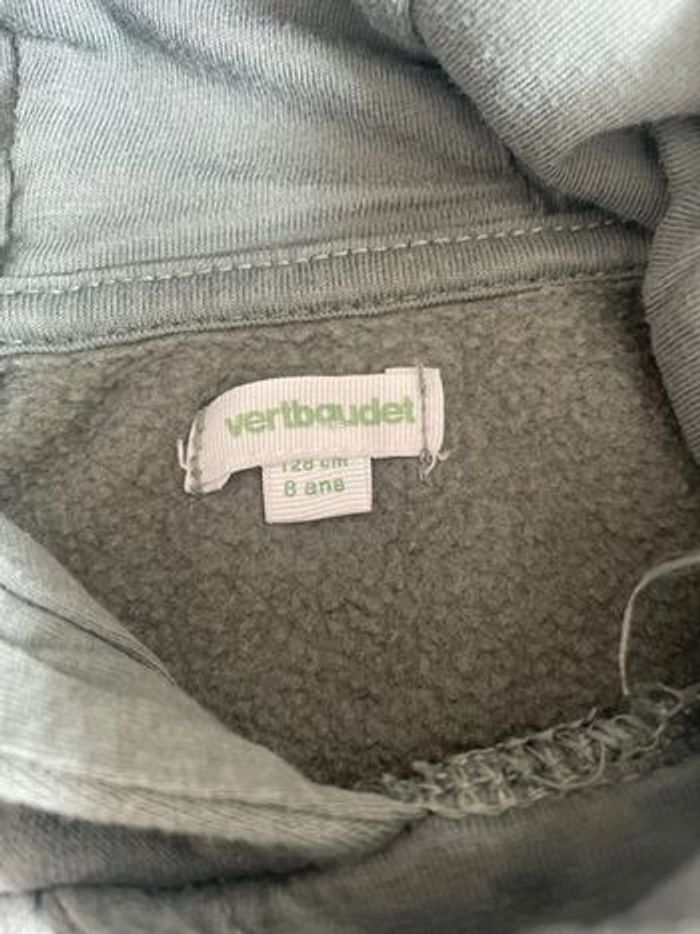 vertbaudet
128 cm
8 ans